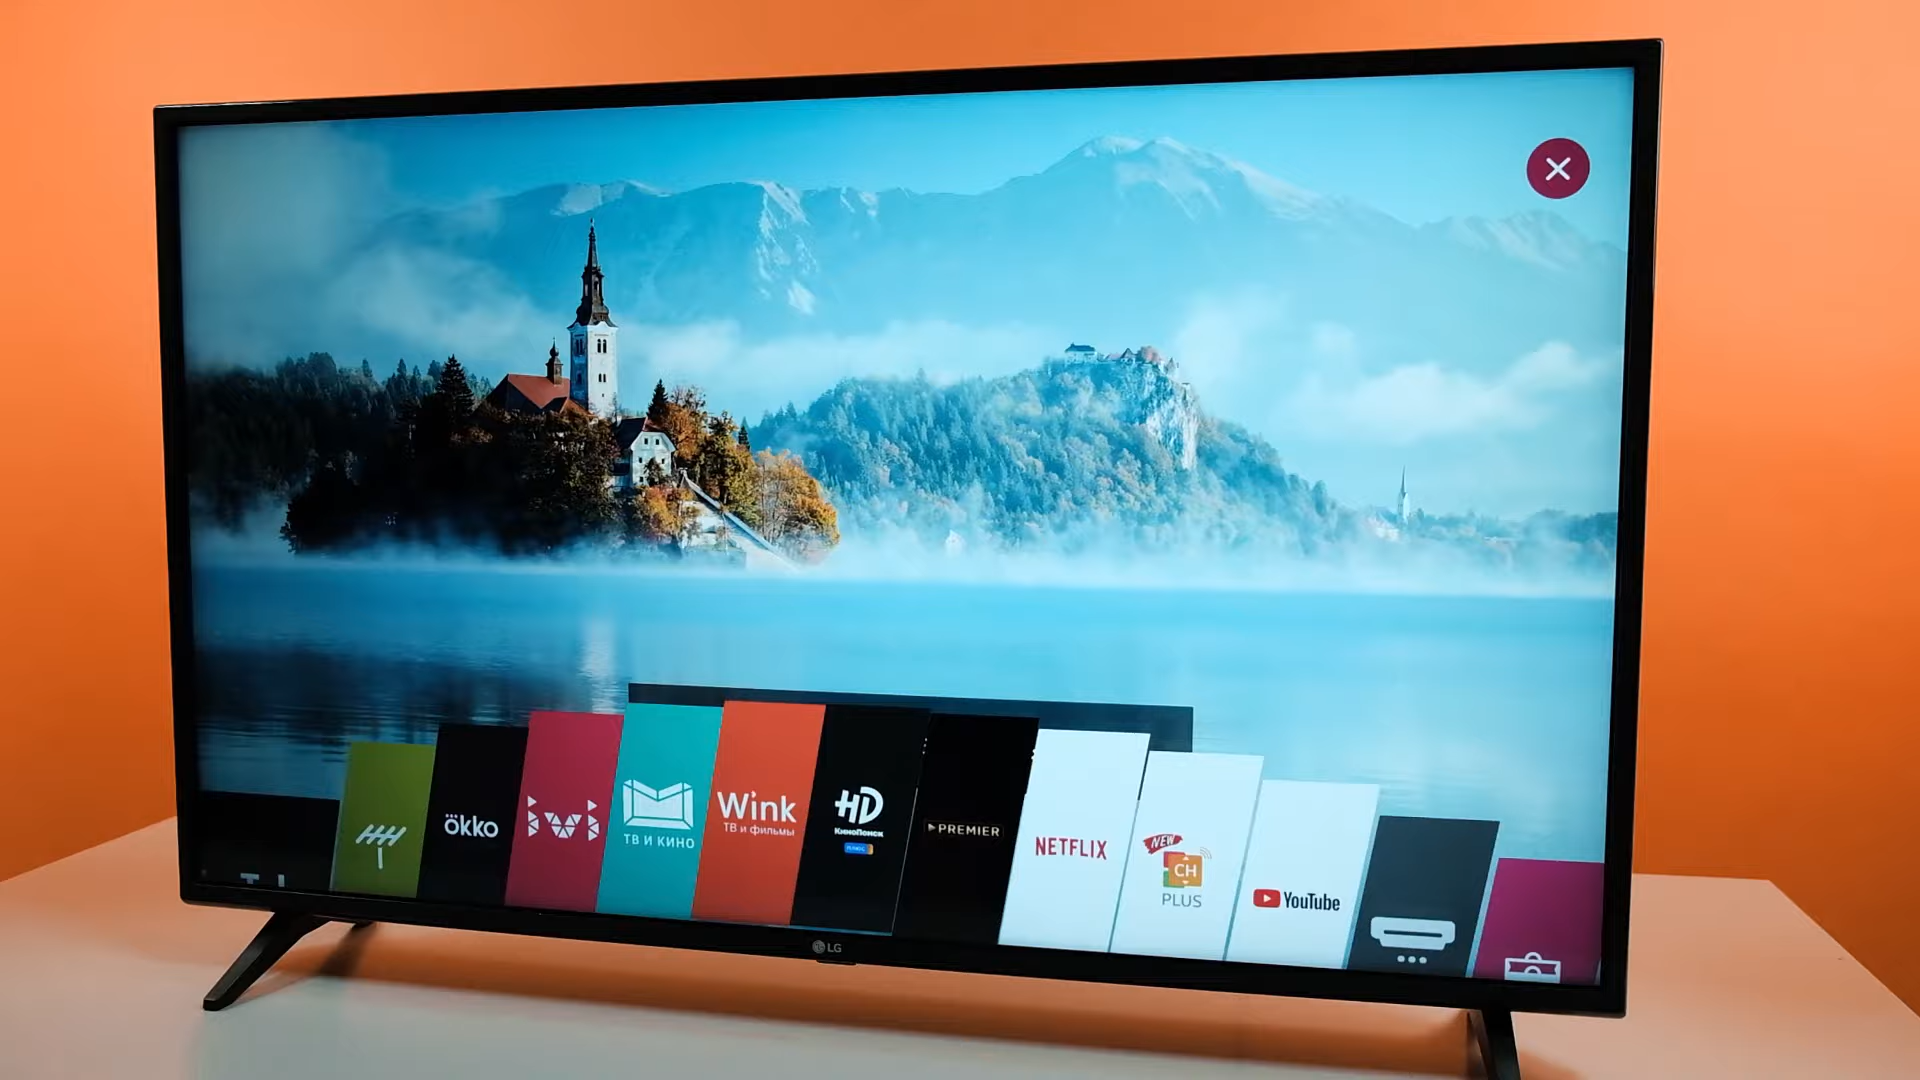 okko
ivi
ТВ И КИНО
Wink
ТВ и фильмы
HD
КиноПоиск
PREMIER
NETFLIX
NEW
CH
PLUS
YouTube
LG